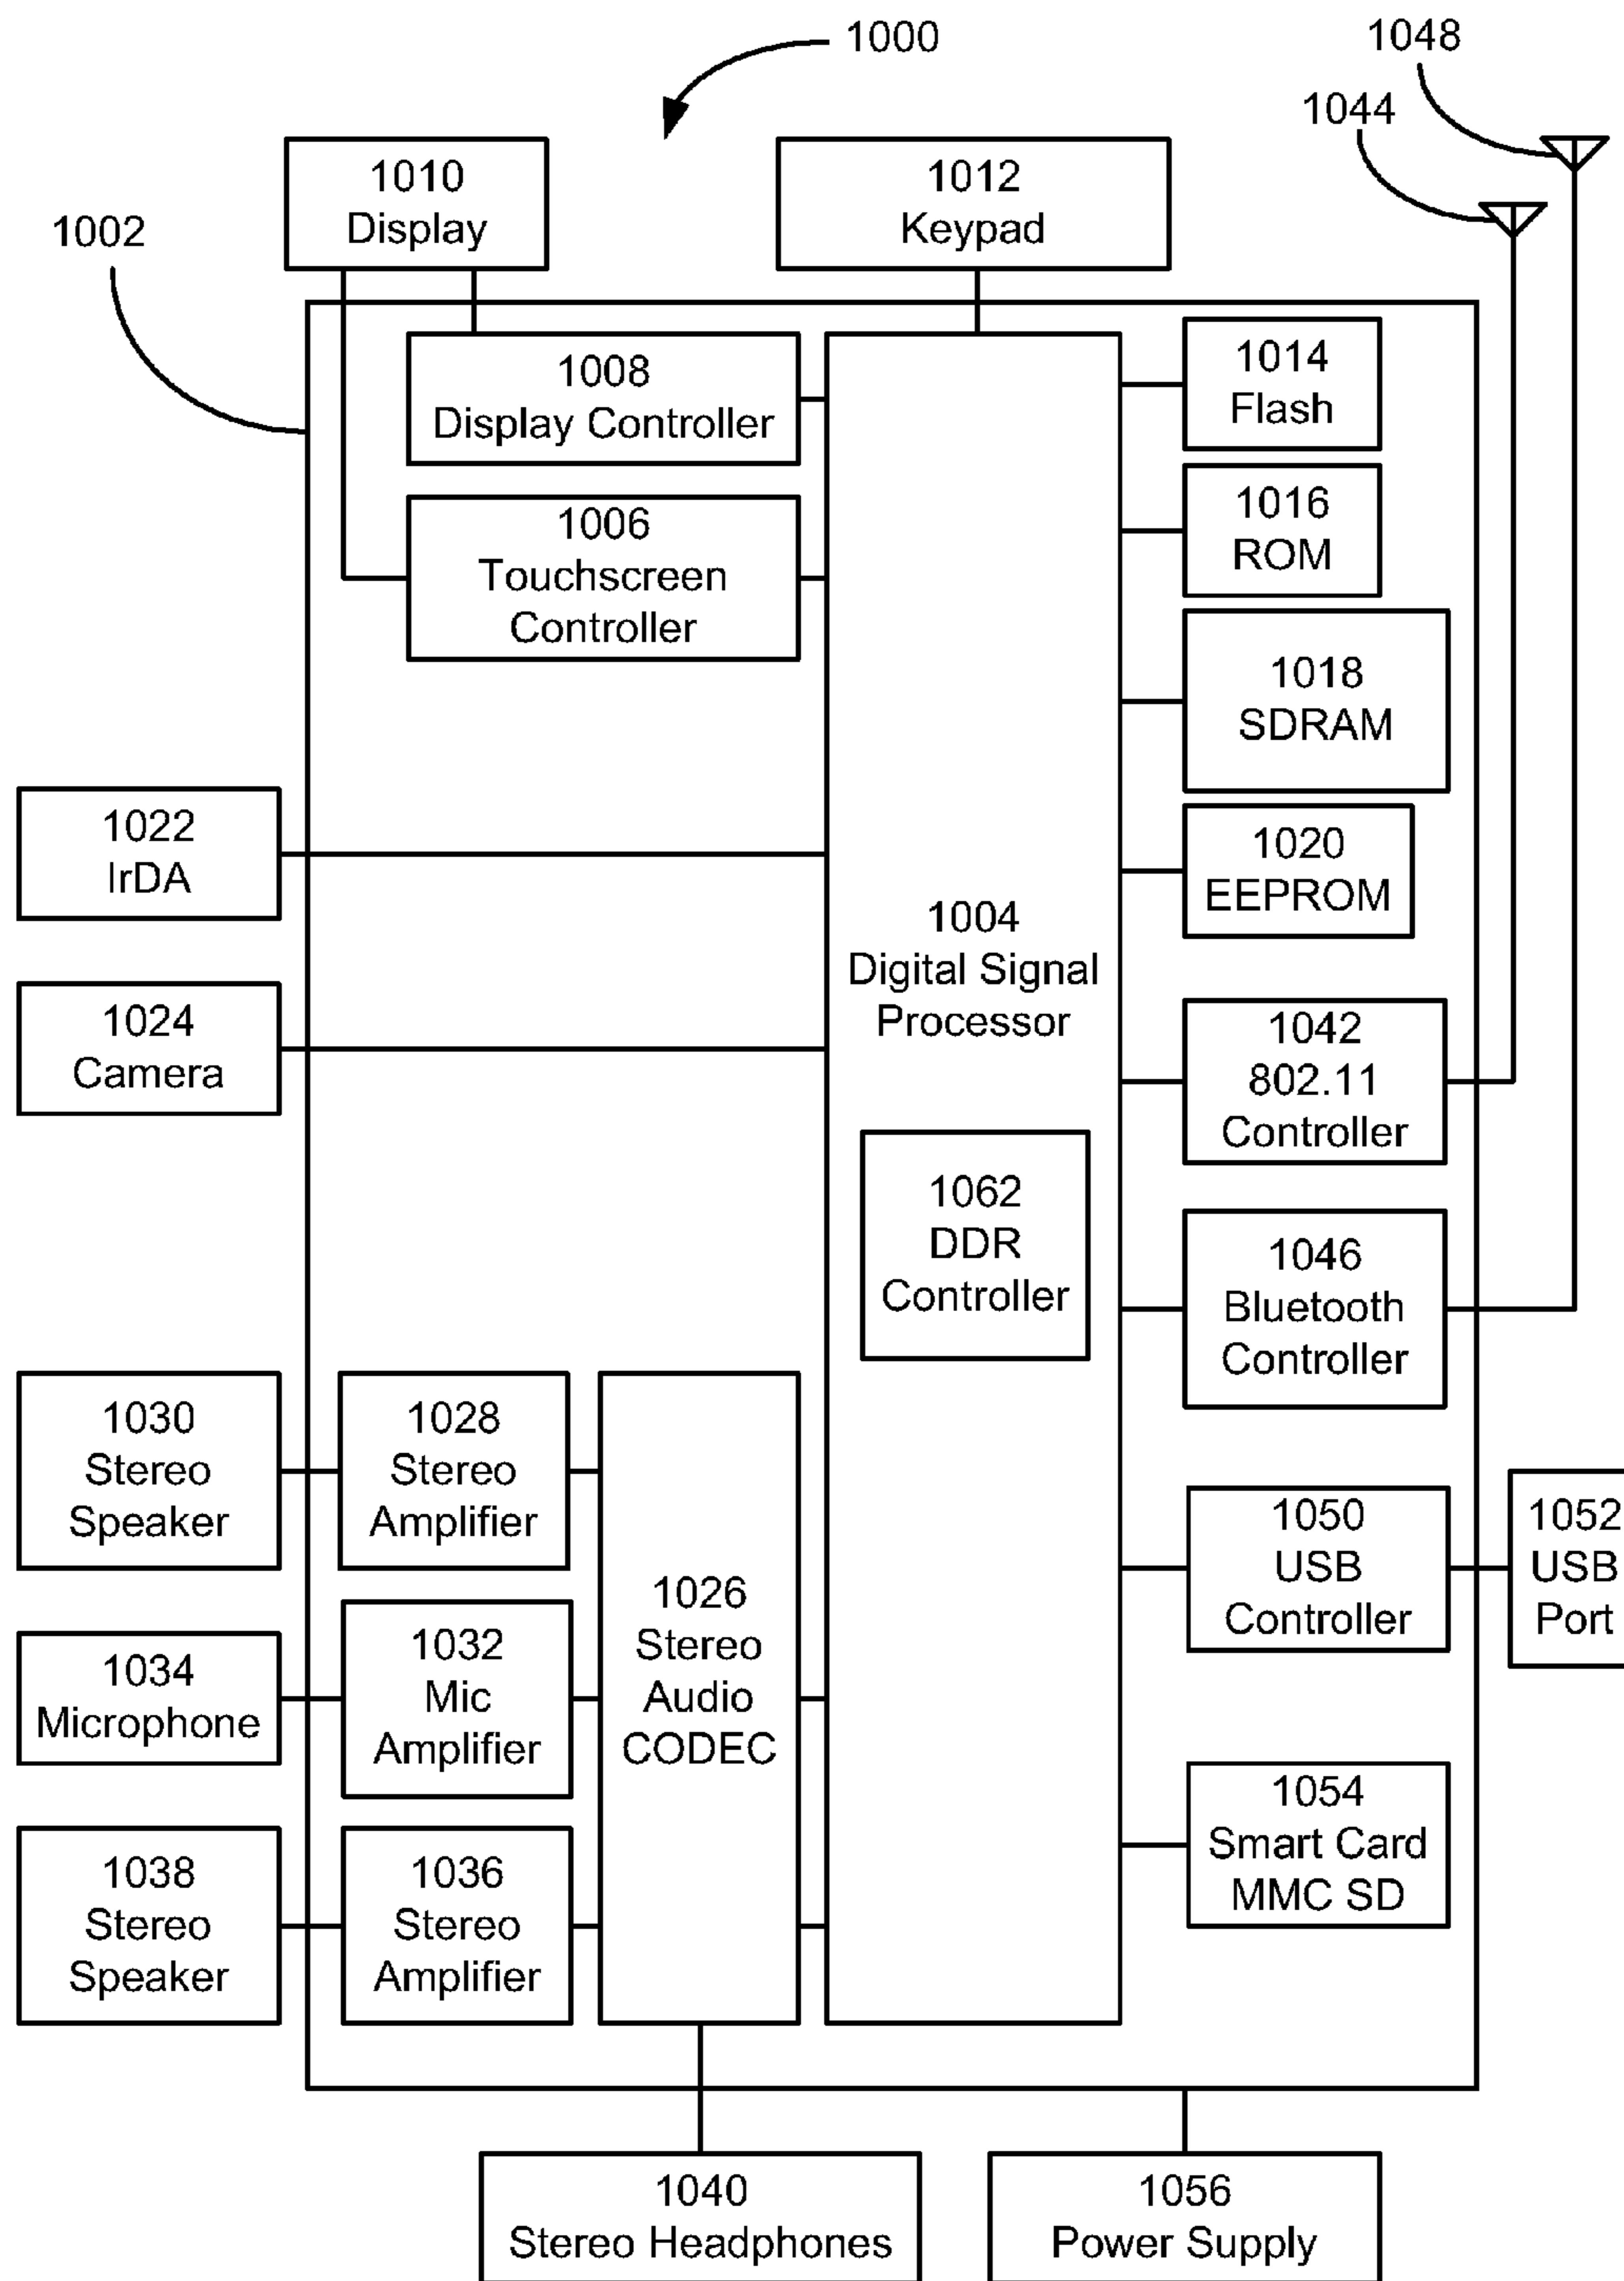 1000
1048
1044
1010
Display
1012
Keypad
1002
1008
Display Controller
1014
Flash
1006
Touchscreen
Controller
1016
ROM
1018
SDRAM
1022
IrDA
1020
EEPROM
1004
Digital Signal
Processor
1024
Camera
1042
802.11
Controller
1062
DDR
Controller
1046
Bluetooth
Controller
1030
Stereo
Speaker
1028
Stereo
Amplifier
1050
USB
Controller
1052
USB
Port
1026
Stereo
Audio
CODEC
1034
Microphone
1032
Mic
Amplifier
1054
Smart Card
MMC SD
1038
Stereo
Speaker
1036
Stereo
Amplifier
1040
Stereo Headphones
1056
Power Supply